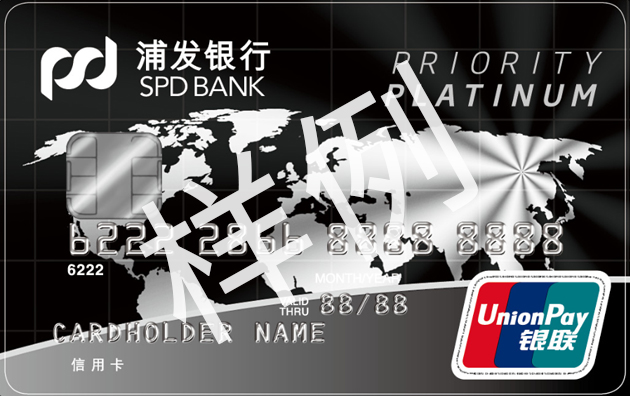 浦发银行
SPD BANK
PRIORITY
PLATINUM
样例
6222 2866 8888 8888
6222
MONTH/YEAR
VALID
THRU 88/88
CARDHOLDER NAME
信用卡
UnionPay
银联